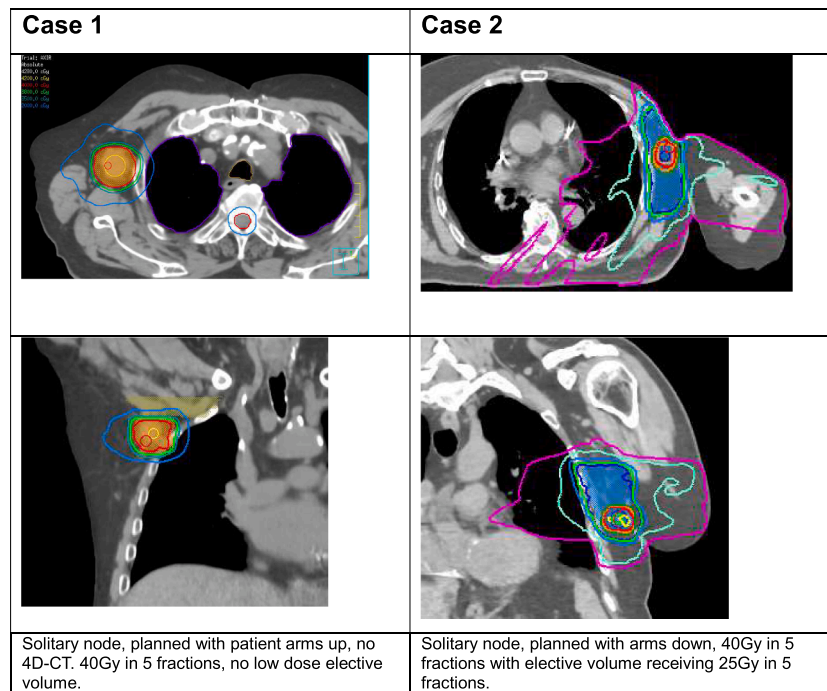 Case 1
Case 2
Absolute
Solitary node, planned with patient arms up, no
4D-CT. 40Gy in 5 fractions, no low dose elective
volume.
Solitary node, planned with arms down, 40Gy in 5
fractions with elective volume receiving 25Gy in 5
fractions.